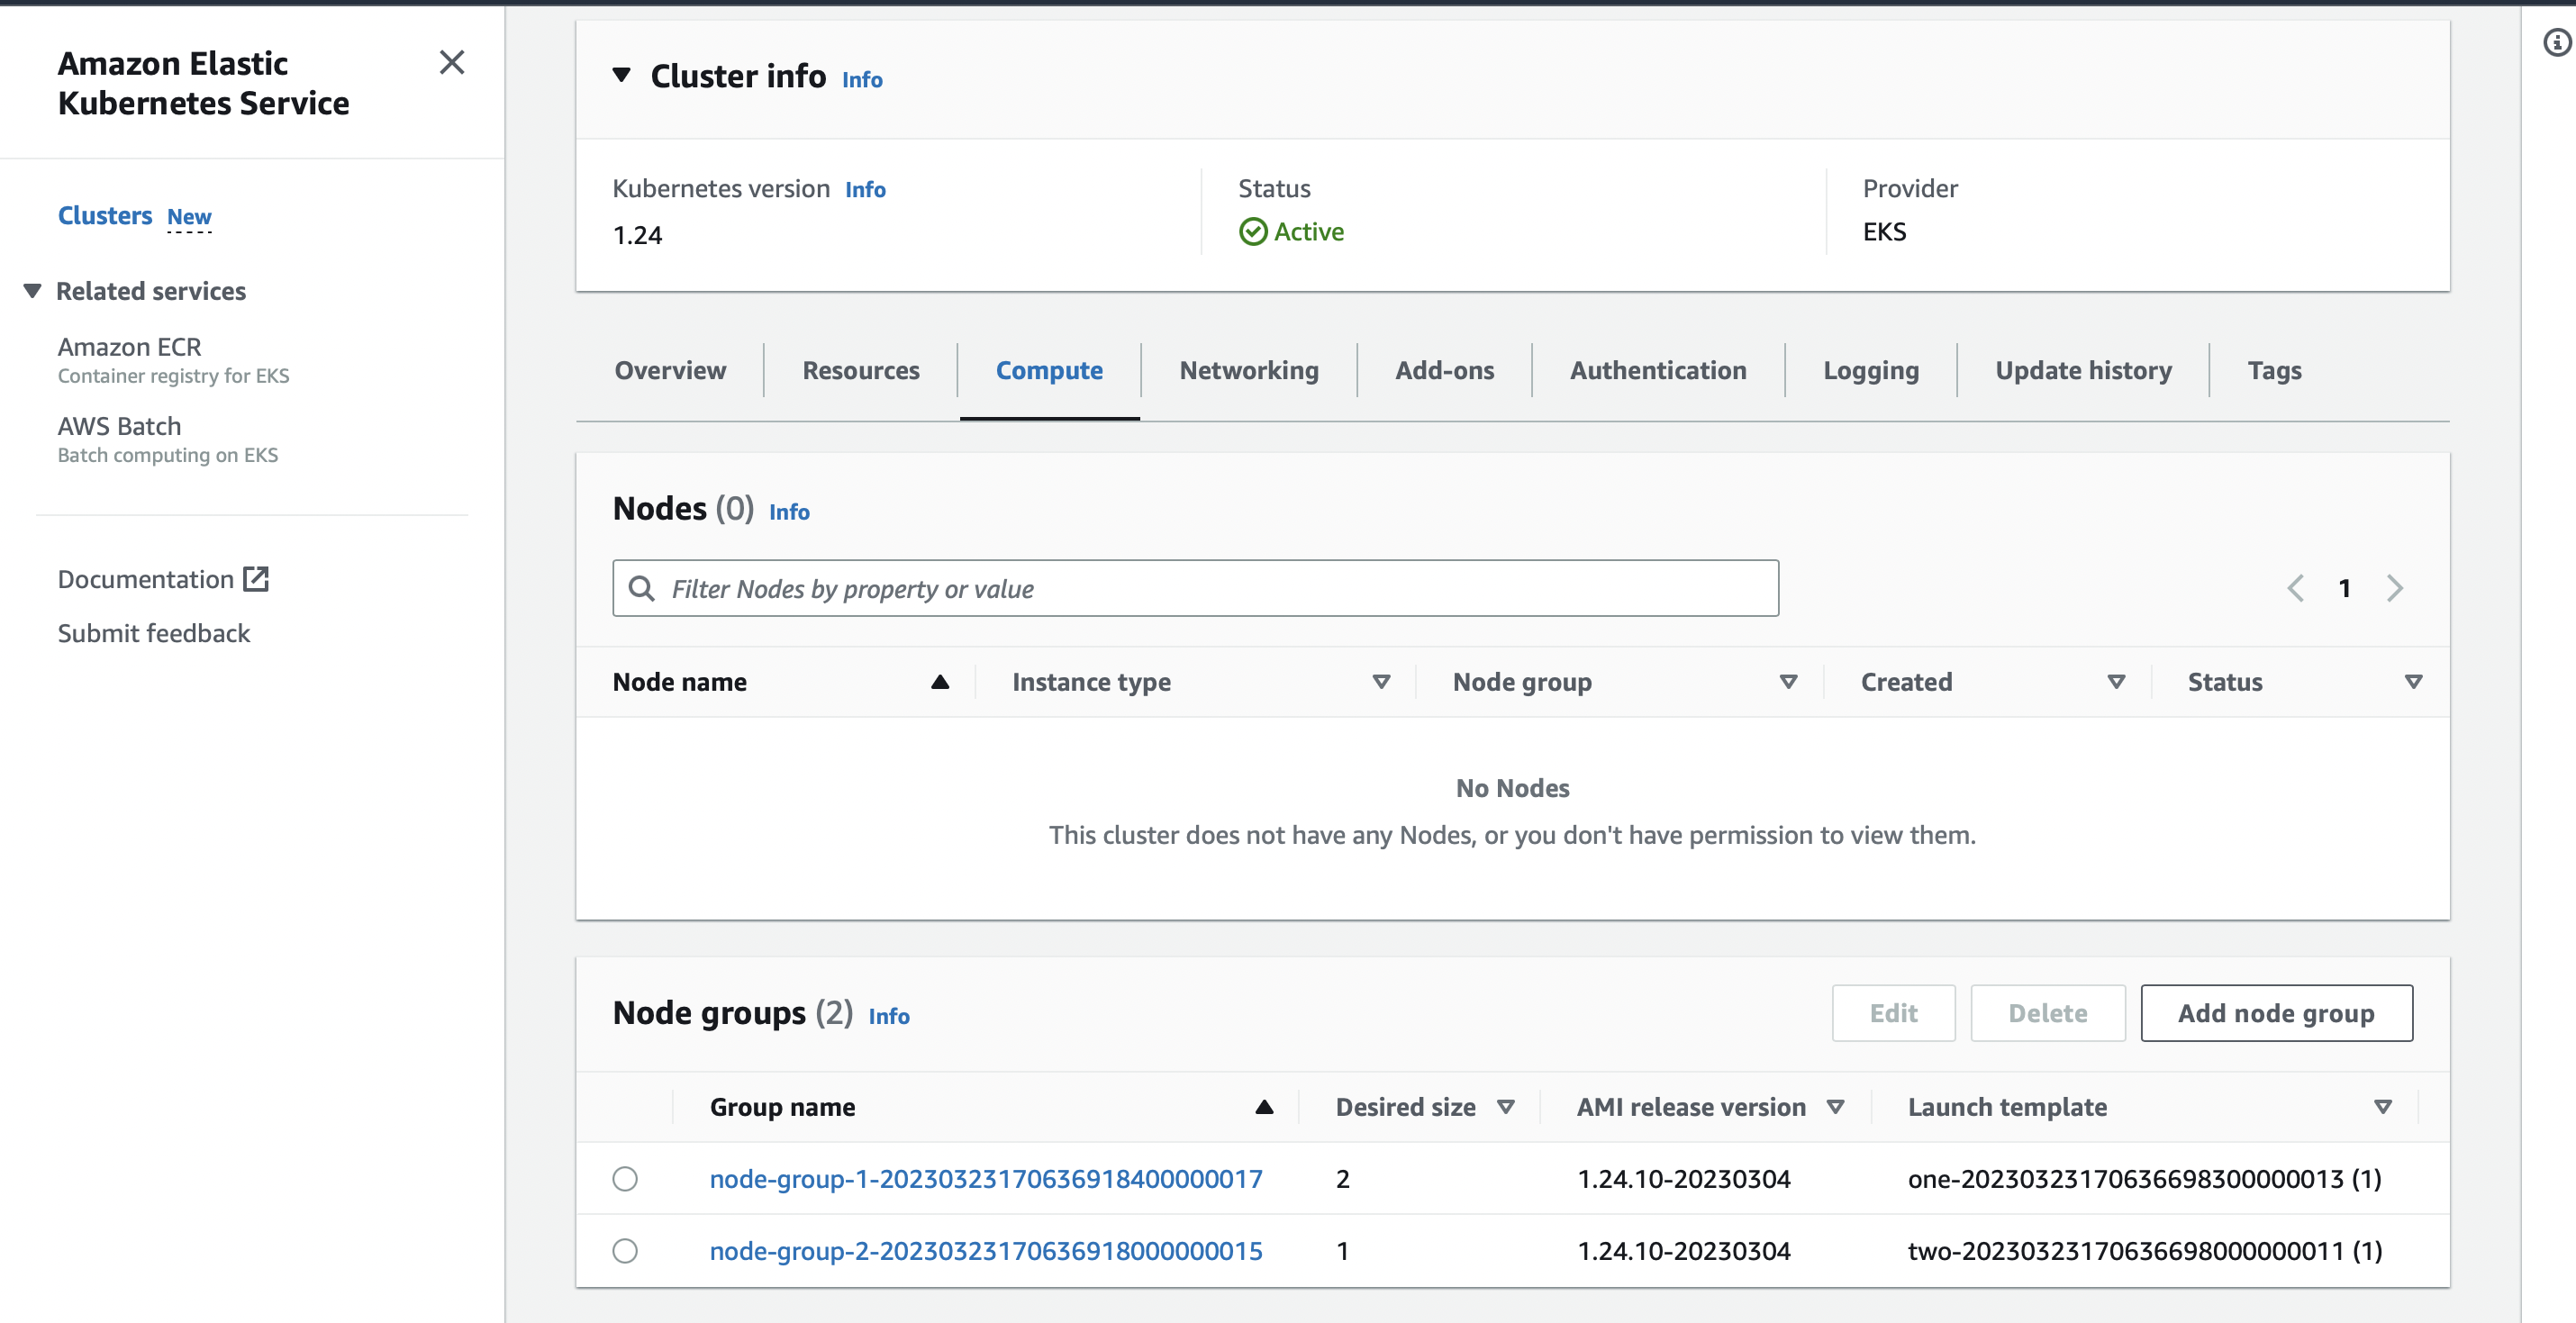 Amazon Elastic
Kubernetes Service
Clusters New
Related services
Amazon ECR
Container registry for EKS
AWS Batch
Batch computing on EKS
Documentation
Submit feedback
Cluster info Info
Kubernetes version Info
1.24
Status
Active
Provider
EKS
Overview Resources Compute Networking Add-ons Authentication Logging Update history Tags
Nodes (0) Info
Filter Nodes by property or value
1
Node name Instance type Node group Created Status
No Nodes
This cluster does not have any Nodes, or you don't have permission to view them.
Node groups (2) Info
Edit Delete Add node group
Group name Desired size AMI release version Launch template
node-group-1-20230323170636918400000017 2 1.24.10-20230304 one-20230323170636698300000013 (1)
node-group-2-20230323170636918000000015 1 1.24.10-20230304 two-20230323170636698000000011 (1)